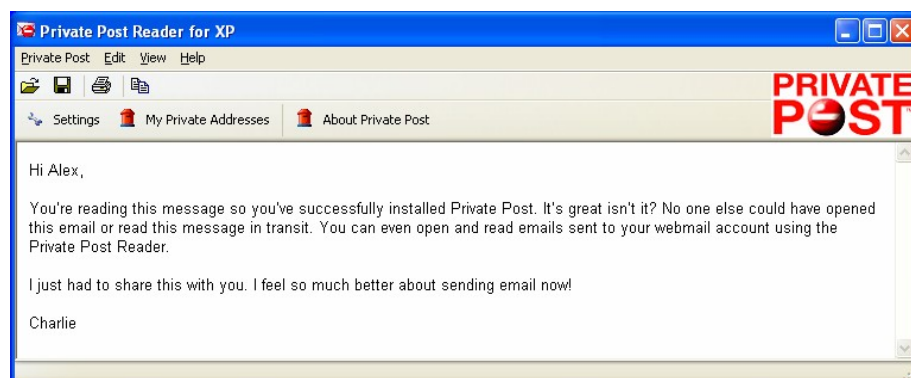 Private Post Reader for XP
Private Post Edit View Help
PRIVATE
POST
Settings My Private Addresses About Private Post
Hi Alex,
You're reading this message so you've successfully installed Private Post. It's great isn't it? No one else could have opened
this email or read this message in transit. You can even open and read emails sent to your webmail account using the
Private Post Reader.
I just had to share this with you. I feel so much better about sending email now!
Charlie